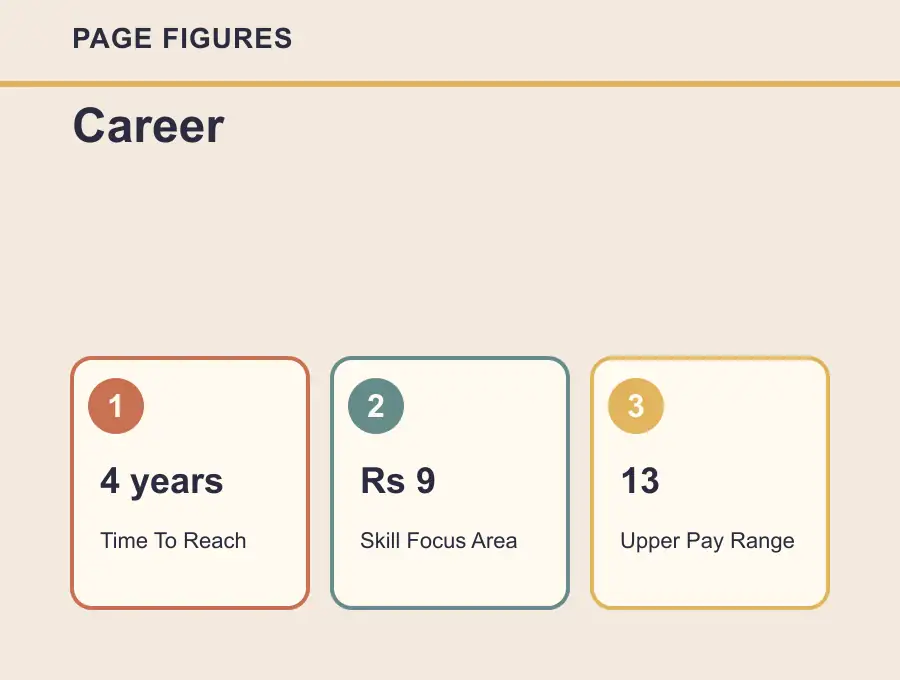 PAGE FIGURES
Career
1
4 years
Time To Reach
2
Rs 9
Skill Focus Area
3
13
Upper Pay Range